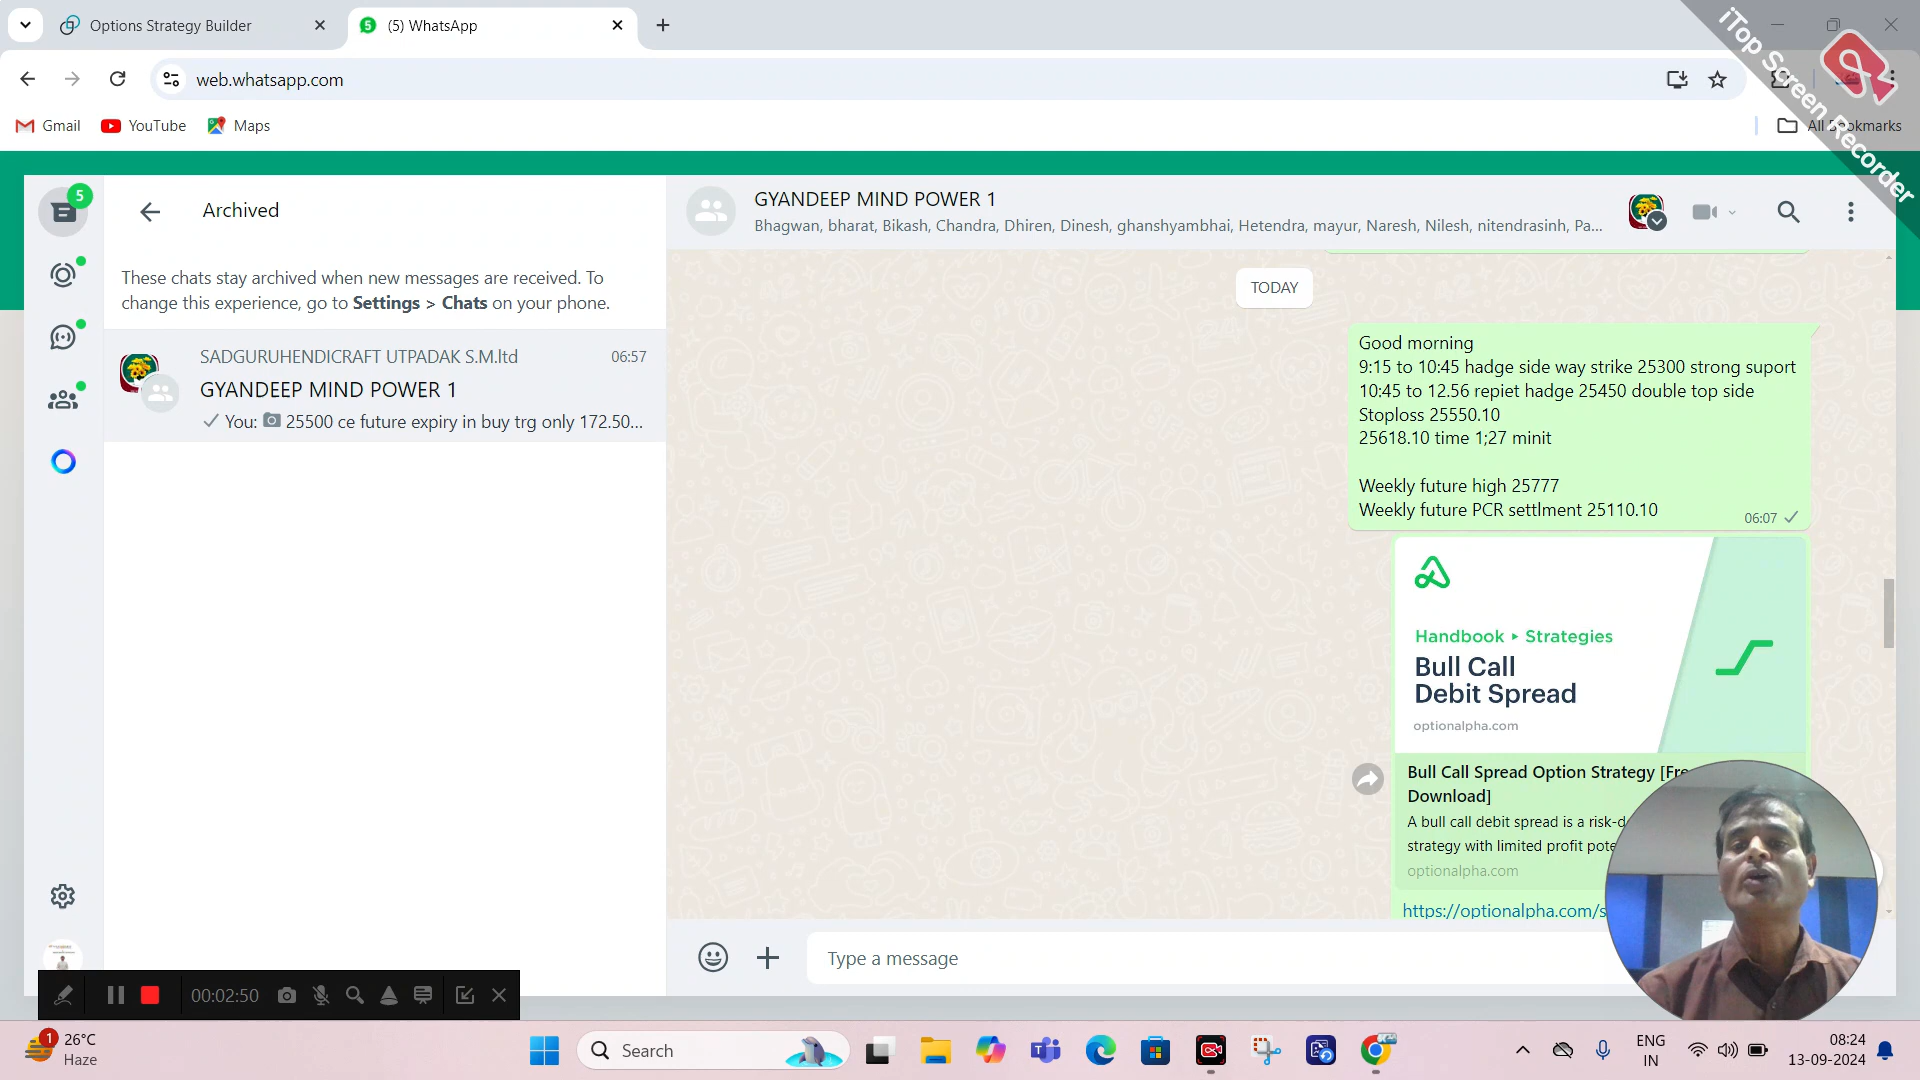 Options Strategy Builder
(5) WhatsApp
iTop Screen Recorder
web.whatsapp.com
Gmail
YouTube
Maps
All Bookmarks
5
Archived
These chats stay archived when new messages are received. To
change this experience, go to Settings > Chats on your phone.
SADGURUHENDICRAFT UTPADAK S.M.ltd
06:57
GYANDEEP MIND POWER 1
You: 25500 ce future expiry in buy trg only 172.50...
GYANDEEP MIND POWER 1
Bhagwan, bharat, Bikash, Chandra, Dhiren, Dinesh, ghanshyambhai, Hetendra, mayur, Naresh, Nilesh, nitendrasinh, Pa...
TODAY
Good morning
9:15 to 10:45 hadge side way strike 25300 strong suport
10:45 to 12.56 repiet hadge 25450 double top side
Stoploss 25550.10
25618.10 time 1;27 minit
Weekly future high 25777
Weekly future PCR settlment 25110.10
06:07
Handbook ▸ Strategies
Bull Call
Debit Spread
optionalpha.com
Bull Call Spread Option Strategy [Fre
Download]
A bull call debit spread is a risk-d
strategy with limited profit pote
optionalpha.com
https://optionalpha.com/s
Type a message
00:02:50
1
26°C
Haze
Search
ENG
IN
08:24
13-09-2024